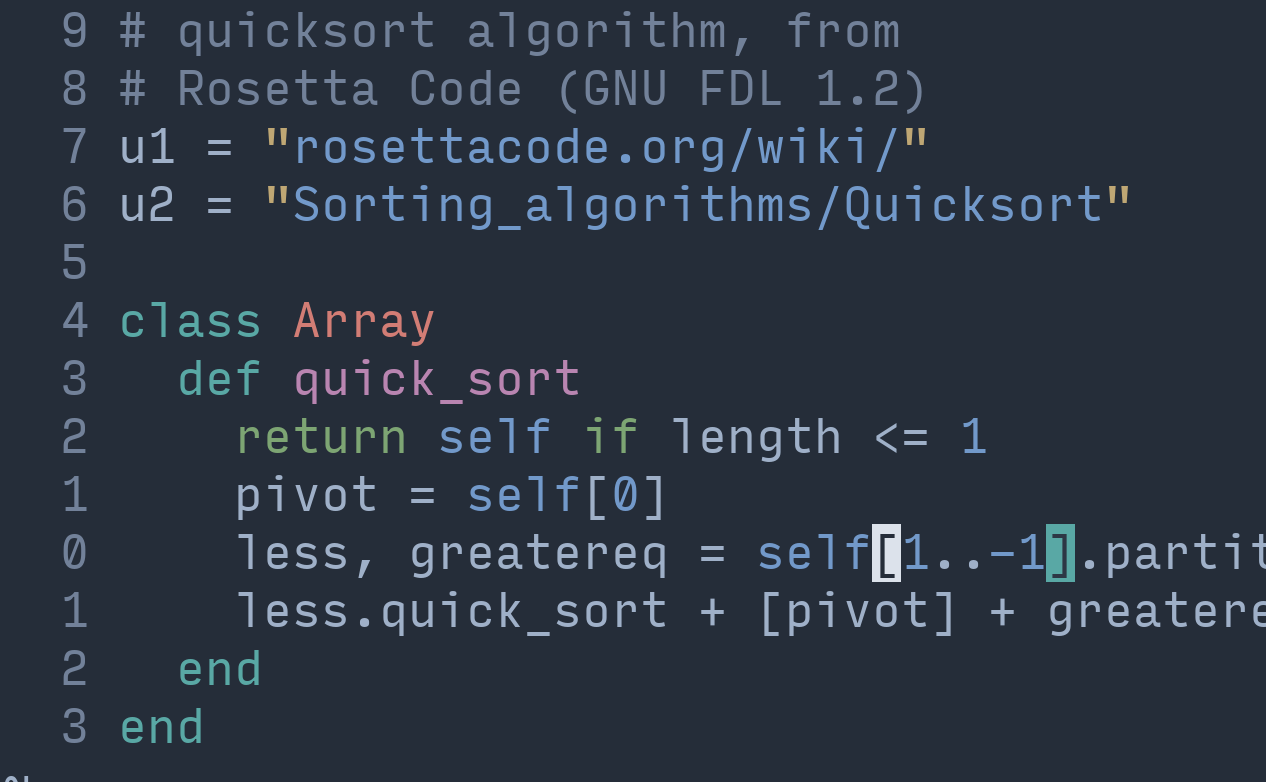 9 # quicksort algorithm, from
8 # Rosetta Code (GNU FDL 1.2)
7 u1 = "rosettacode.org/wiki/"
6 u2 = "Sorting_algorithms/Quicksort"
5
4 class Array
3   def quick_sort
2     return self if length <= 1
1     pivot = self[0]
0     less, greatereq = self[1..-1].partit
1     less.quick_sort + [pivot] + greatere
2   end
3 end